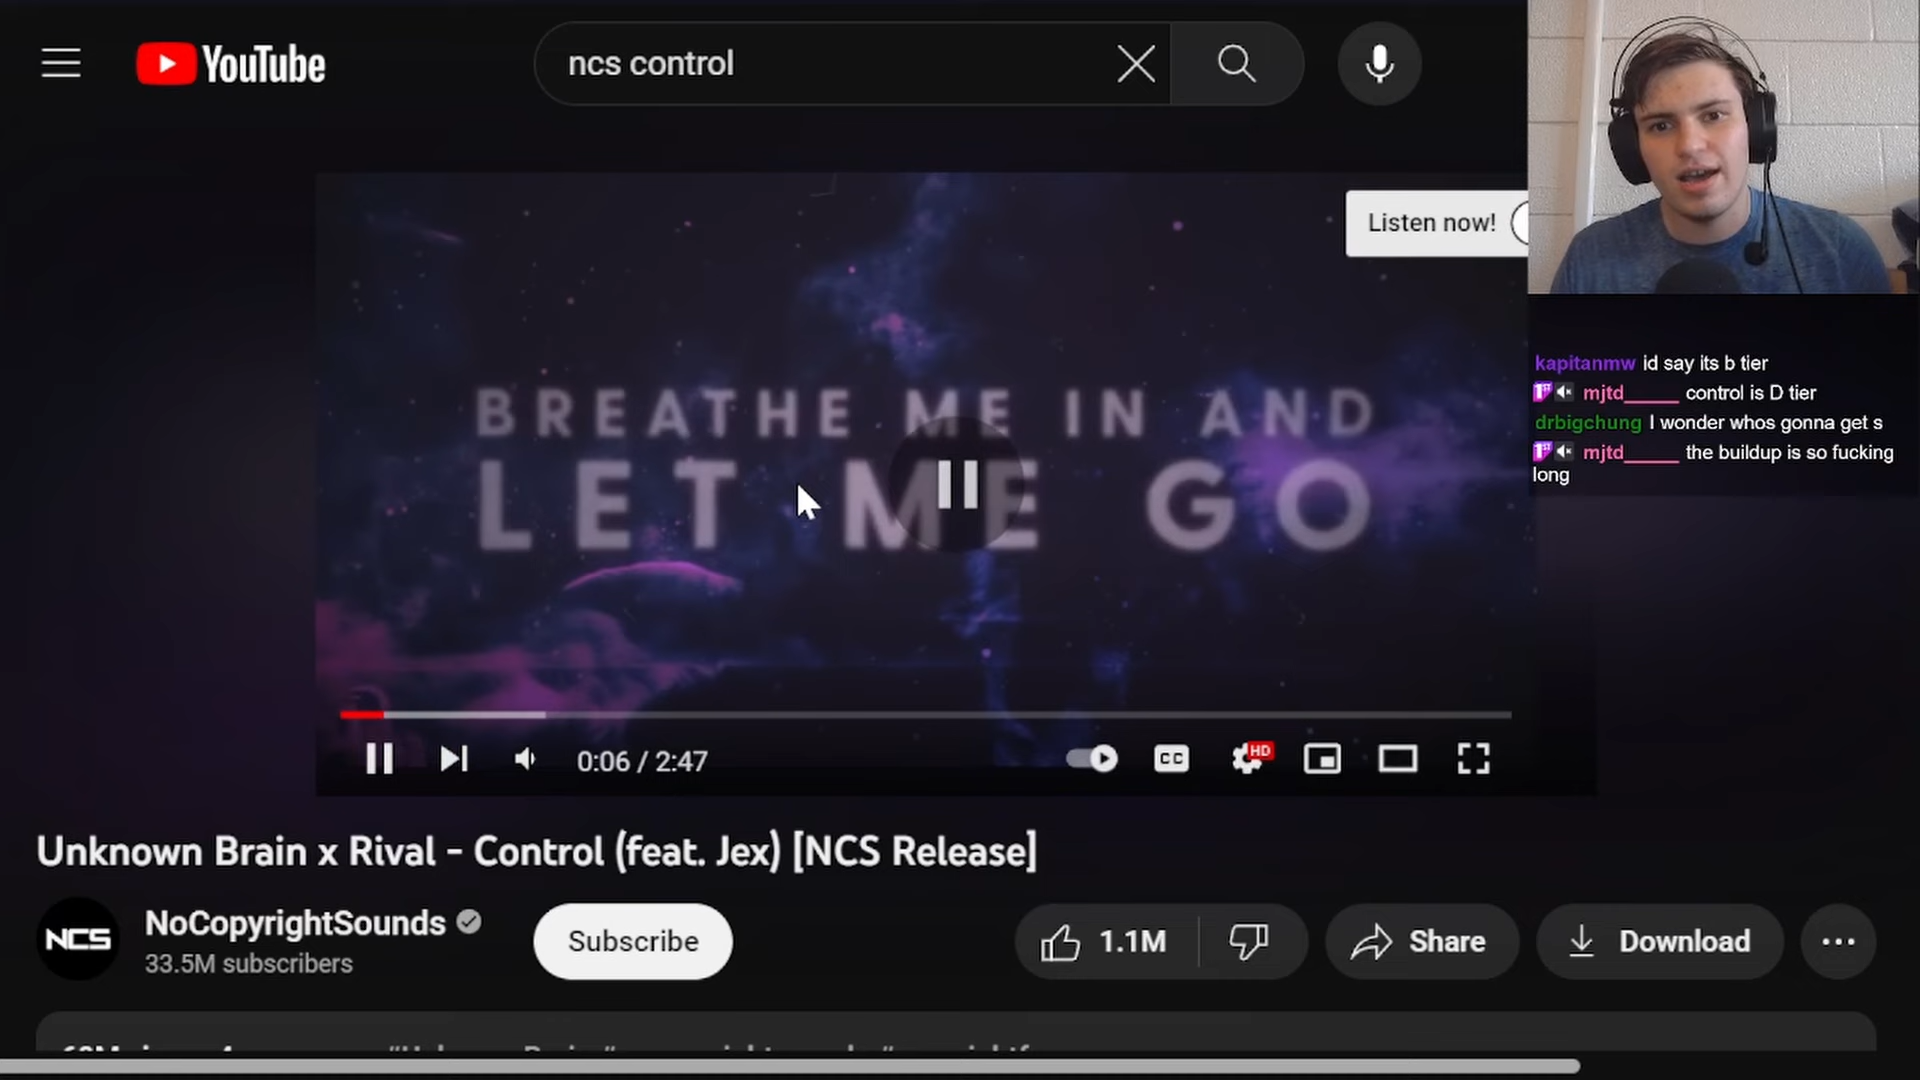 YouTube
ncs control
Listen now!
BREATHE ME IN AND
LET ME GO
kapitanmw id say its b tier
mjtd_____ control is D tier
drbigchung I wonder whos gonna get s
mjtd_____ the buildup is so fucking
long
0:06 / 2:47
CC
HD
Unknown Brain x Rival - Control (feat. Jex) [NCS Release]
NCS
NoCopyrightSounds
33.5M subscribers
Subscribe
1.1M
Share
Download